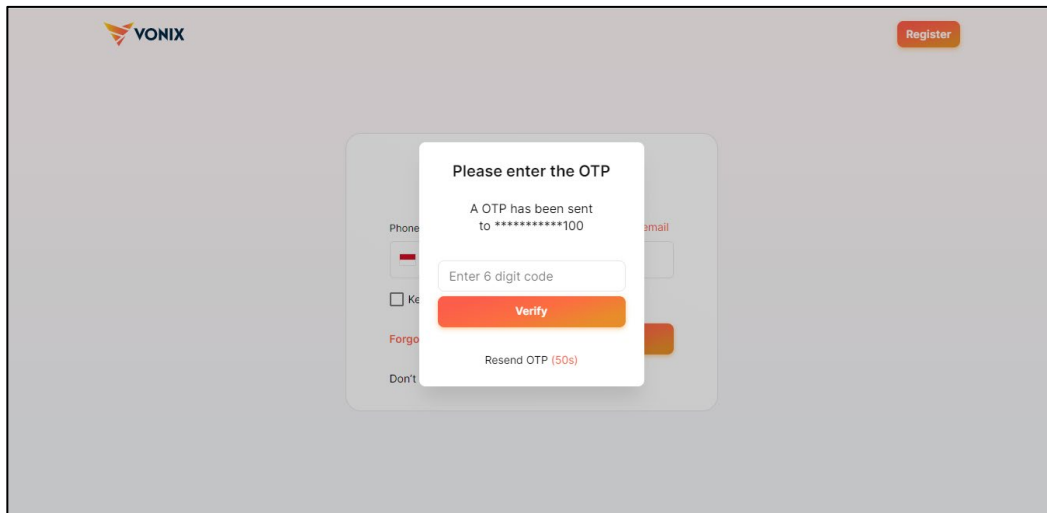 VONIX
Register
Please enter the OTP
A OTP has been sent
to ***********100
Phone
email
Enter 6 digit code
Ke
Verify
Forgo
Resend OTP (50s)
Don't